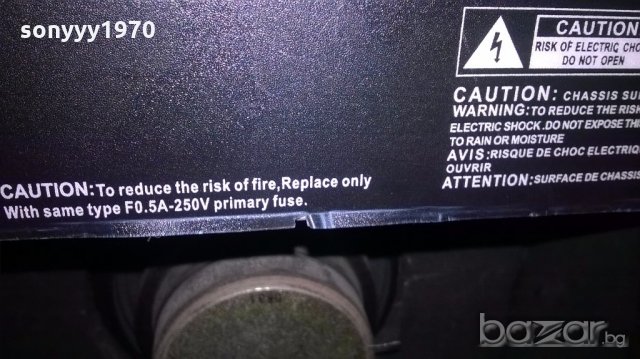 sonyyy1970
CAUTION
RISK OF ELECTRIC
DO NOT OPEN
CAUTION: CHASSIS
WARNING:TO REDUCE THE RISK
ELECTRIC SHOCK.DO NOT EXPOSE
TO RAIN OR MOISTURE
AVIS:RISQUE DE CHOC
OUVRIR
ATTENTION:SURFACE DE CHASSIS
CAUTION:To reduce the risk of fire,Replace only
With same type F0.5A-250V primary fuse.
bazar.bg